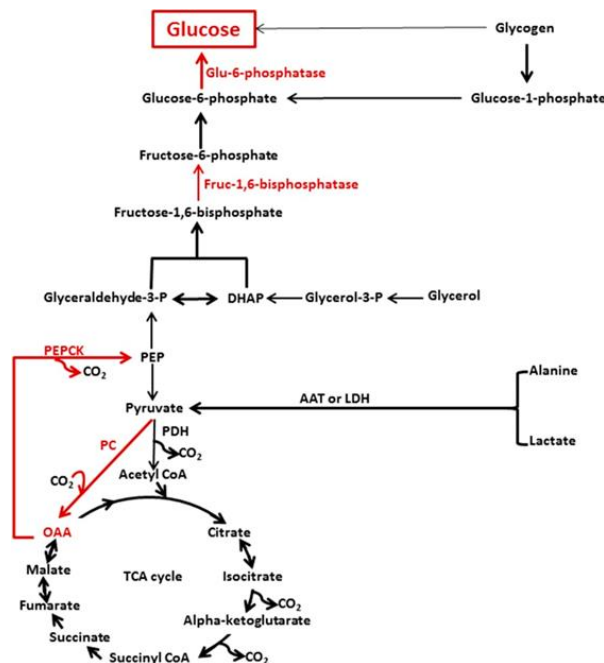 Glucose
Glycogen
Glu-6-phosphatase
Glucose-6-phosphate
Glucose-1-phosphate
Fructose-6-phosphate
Fruc-1,6-bisphosphatase
Fructose-1,6-bisphosphate
Glyceraldehyde-3-P
DHAP
Glycerol-3-P
Glycerol
PEPCK
PEP
CO2
Alanine
AAT or LDH
Pyruvate
PC
PDH
CO2
Lactate
Acetyl CoA
CO2
OAA
Citrate
Malate
TCA cycle
Isocitrate
Fumarate
CO2
Alpha-ketoglutarate
Succinate
Succinyl CoA
CO2